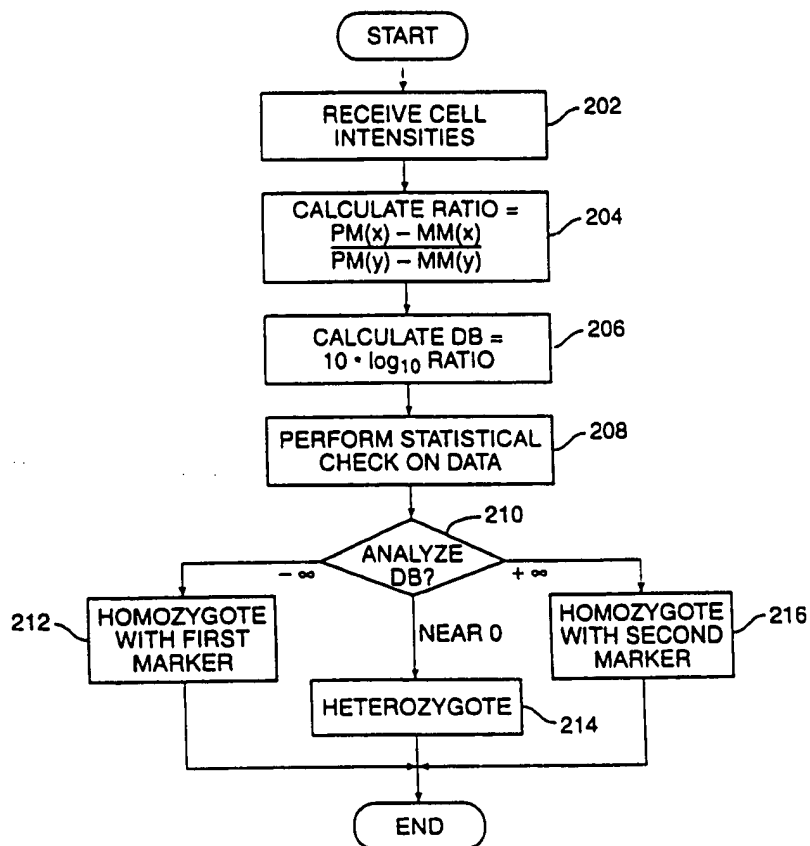 START
RECEIVE CELL
INTENSITIES
202
CALCULATE RATIO =
PM(x) – MM(x)
PM(y) – MM(y)
204
CALCULATE DB =
10 • log₁₀ RATIO
206
PERFORM STATISTICAL
CHECK ON DATA
208
210
ANALYZE
DB?
– ∞
+ ∞
NEAR 0
212
HOMOZYGOTE
WITH FIRST
MARKER
HOMOZYGOTE
WITH SECOND
MARKER
216
HETEROZYGOTE
214
END